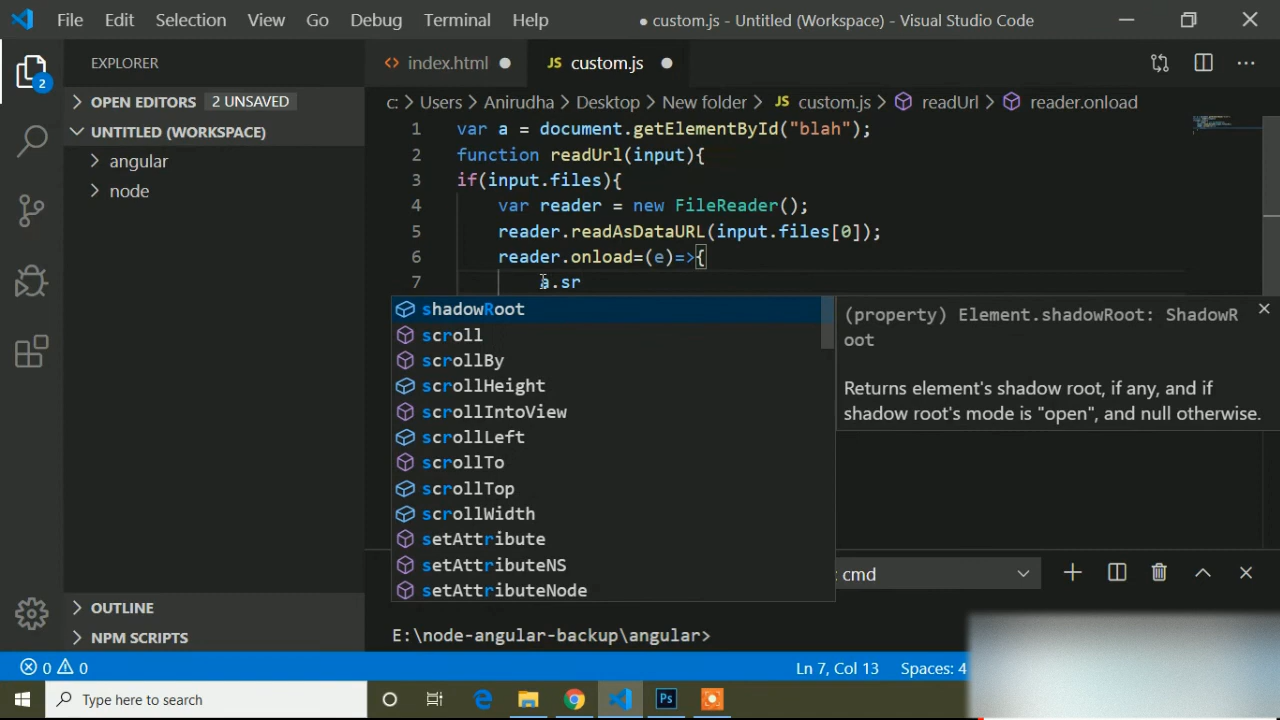 File Edit Selection View Go Debug Terminal Help ● custom.js - Untitled (Workspace) - Visual Studio Code
EXPLORER
2
OPEN EDITORS 2 UNSAVED
UNTITLED (WORKSPACE)
angular
node
OUTLINE
NPM SCRIPTS
<> index.html ● JS custom.js ●
c: > Users > Anirudha > Desktop > New folder > JS custom.js > readUrl > reader.onload
1 var a = document.getElementById("blah");
2 function readUrl(input){
3 if(input.files){
4 var reader = new FileReader();
5 reader.readAsDataURL(input.files[0]);
6 reader.onload=(e)=>{
7 a.sr
shadowRoot
scroll
scrollBy
scrollHeight
scrollIntoView
scrollLeft
scrollTo
scrollTop
scrollWidth
setAttribute
setAttributeNS
setAttributeNode
(property) Element.shadowRoot: ShadowR
oot
Returns element's shadow root, if any, and if
shadow root's mode is "open", and null otherwise.
: cmd
E:\node-angular-backup\angular>
0 0 Ln 7, Col 13 Spaces: 4
Type here to search
Ps